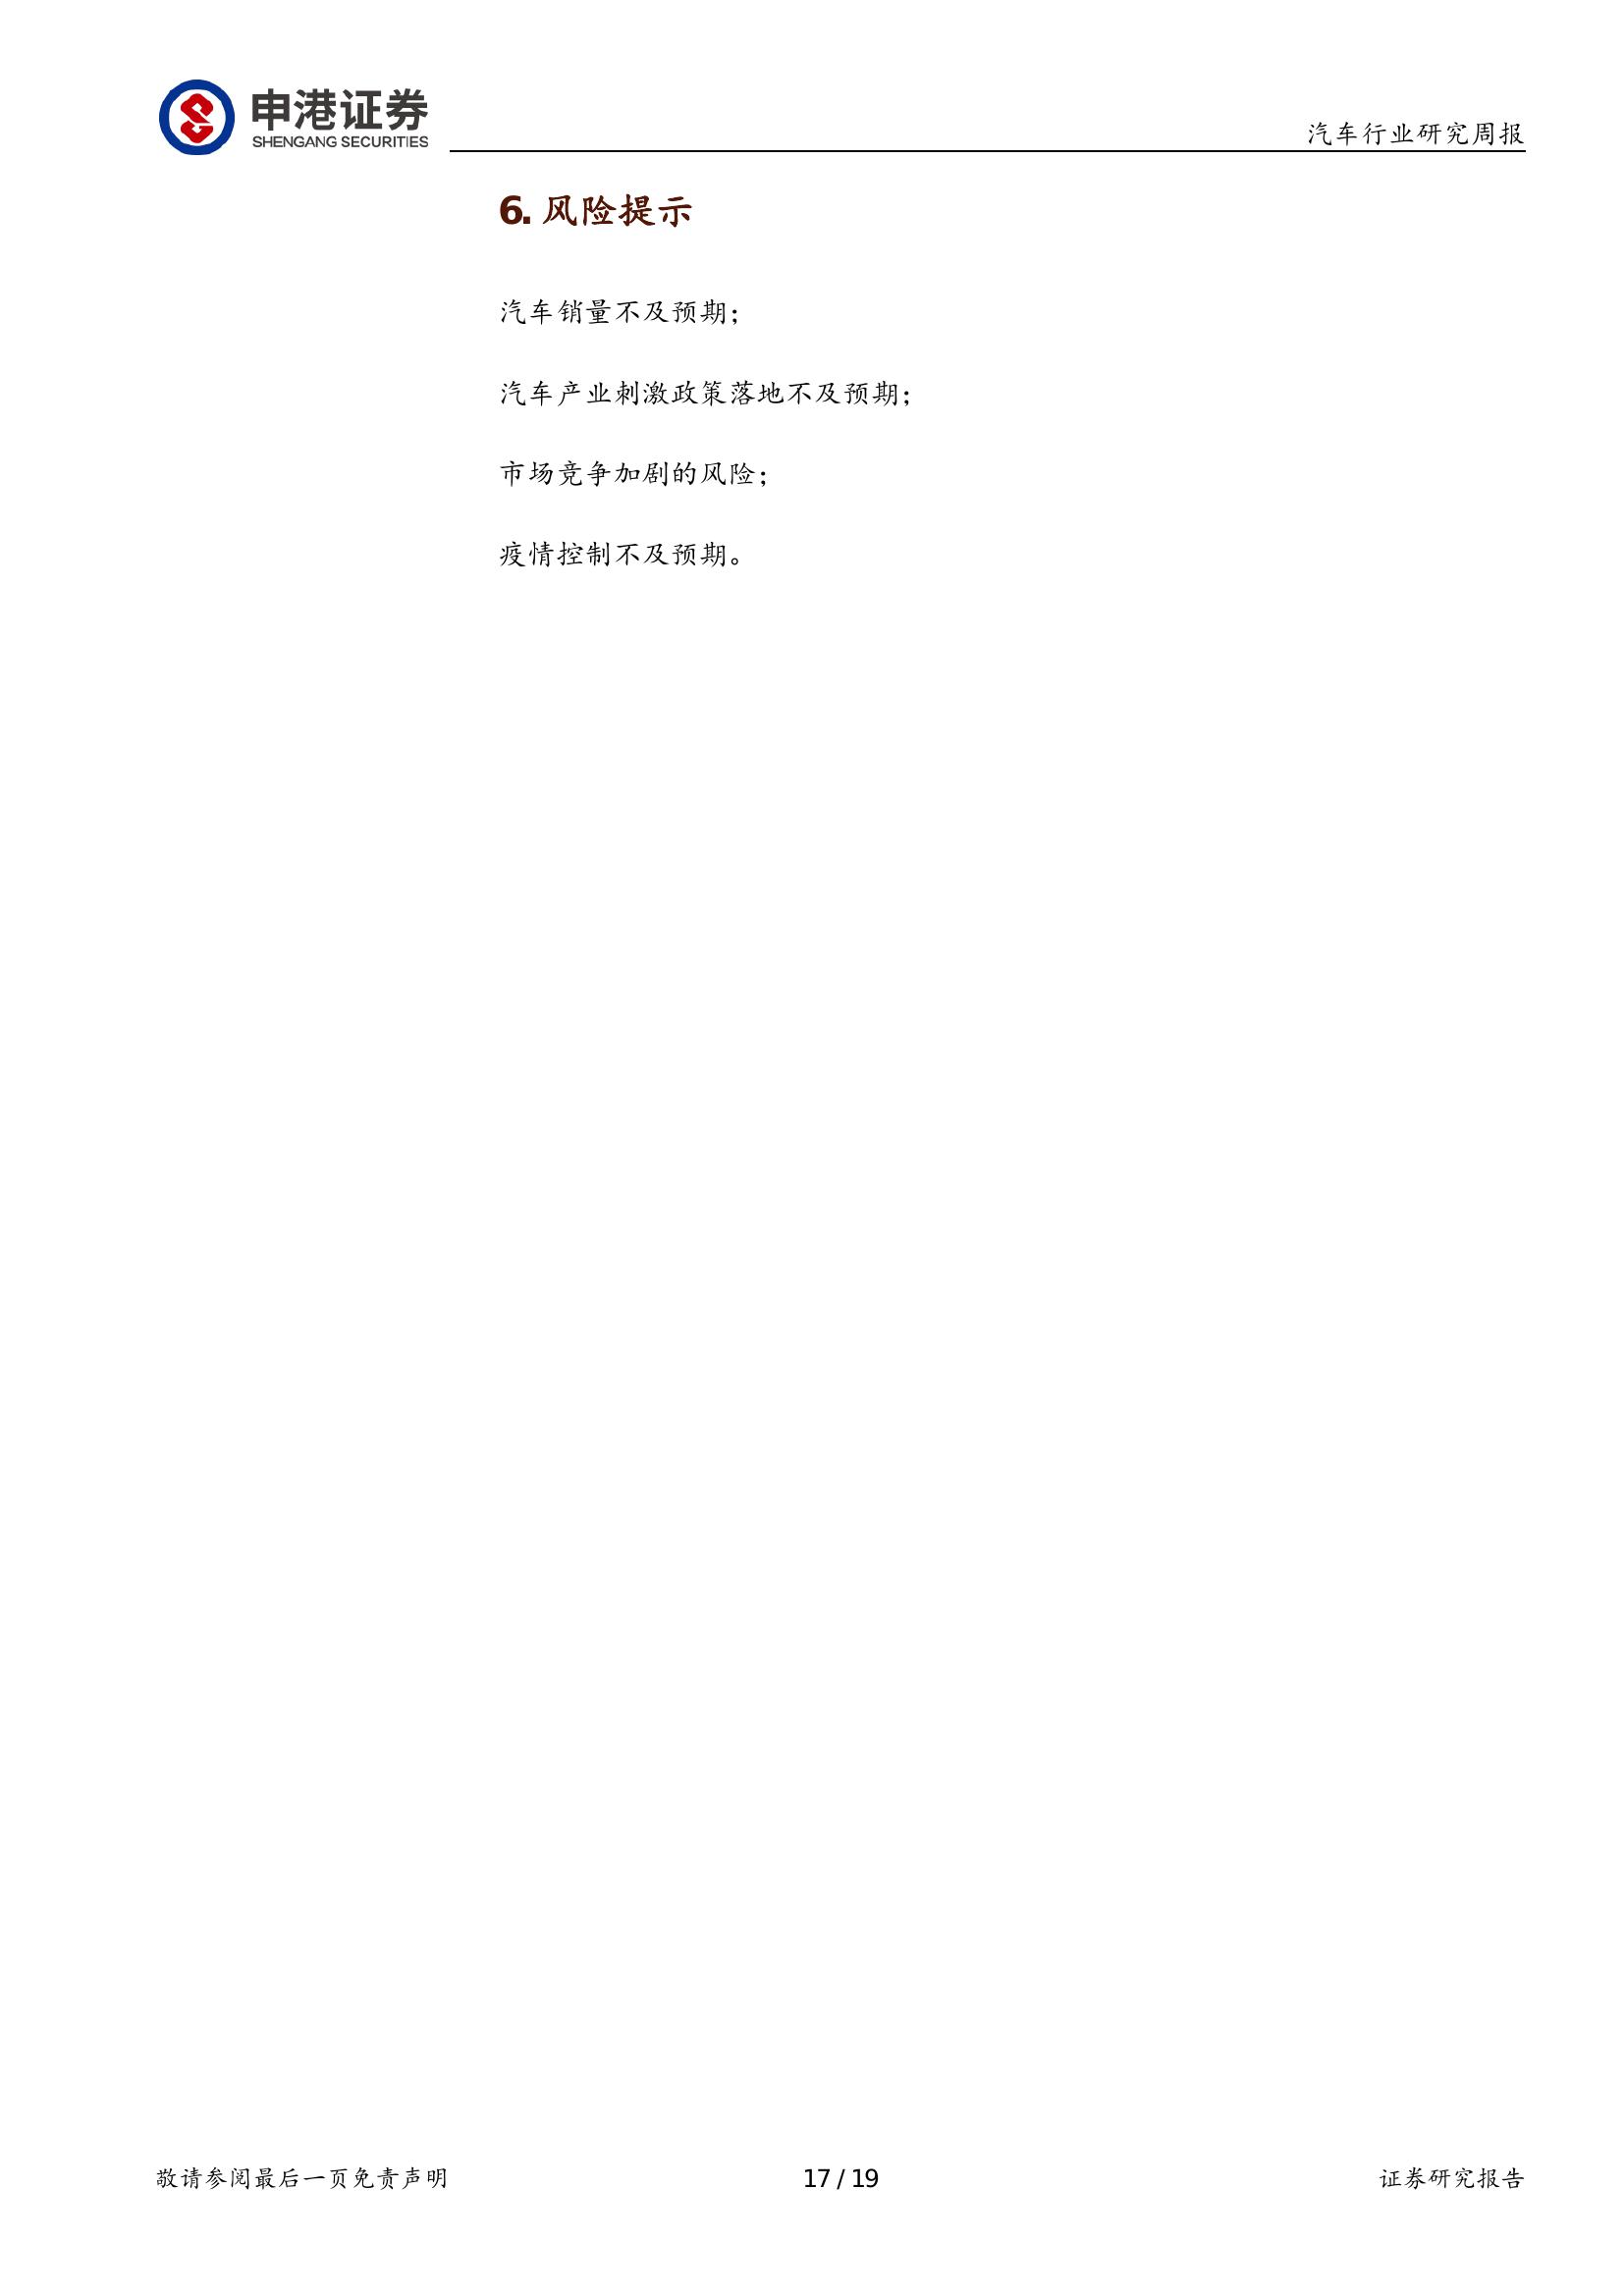 申港证券
SHENGANG SECURITIES
汽车行业研究周报
6. 风险提示
汽车销量不及预期；
汽车产业刺激政策落地不及预期；
市场竞争加剧的风险；
疫情控制不及预期。
敬请参阅最后一页免责声明
17 / 19
证券研究报告